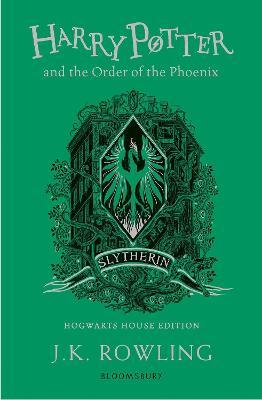 HARRY POTTER
and the Order of the Phoenix
SLYTHERIN
HOGWARTS HOUSE EDITION
J.K. ROWLING
BLOOMSBURY